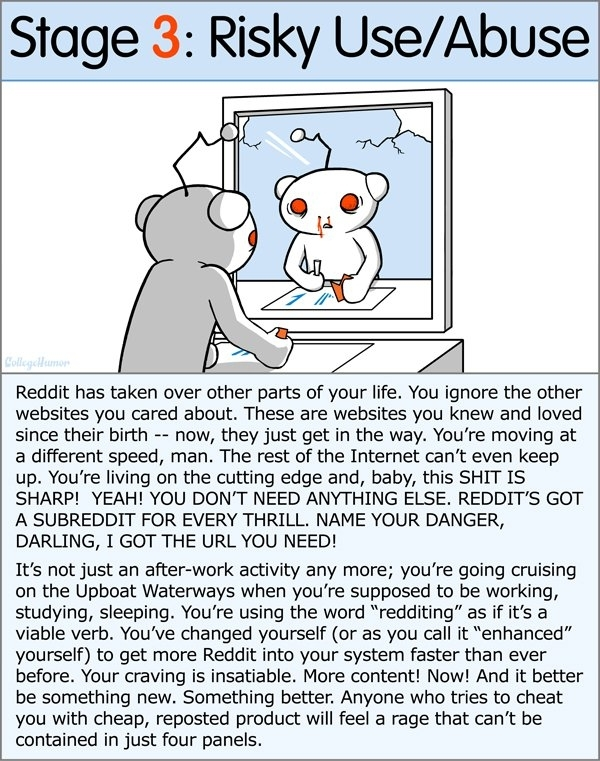 Stage 3: Risky Use/Abuse
CollegeHumor
Reddit has taken over other parts of your life. You ignore the other
websites you cared about. These are websites you knew and loved
since their birth -- now, they just get in the way. You’re moving at
a different speed, man. The rest of the Internet can’t even keep
up. You’re living on the cutting edge and, baby, this SHIT IS
SHARP!  YEAH! YOU DON’T NEED ANYTHING ELSE. REDDIT’S GOT
A SUBREDDIT FOR EVERY THRILL. NAME YOUR DANGER,
DARLING, I GOT THE URL YOU NEED!
It’s not just an after-work activity any more; you’re going cruising
on the Upboat Waterways when you’re supposed to be working,
studying, sleeping. You’re using the word “redditing” as if it’s a
viable verb. You’ve changed yourself (or as you call it “enhanced”
yourself) to get more Reddit into your system faster than ever
before. Your craving is insatiable. More content! Now! And it better
be something new. Something better. Anyone who tries to cheat
you with cheap, reposted product will feel a rage that can’t be
contained in just four panels.